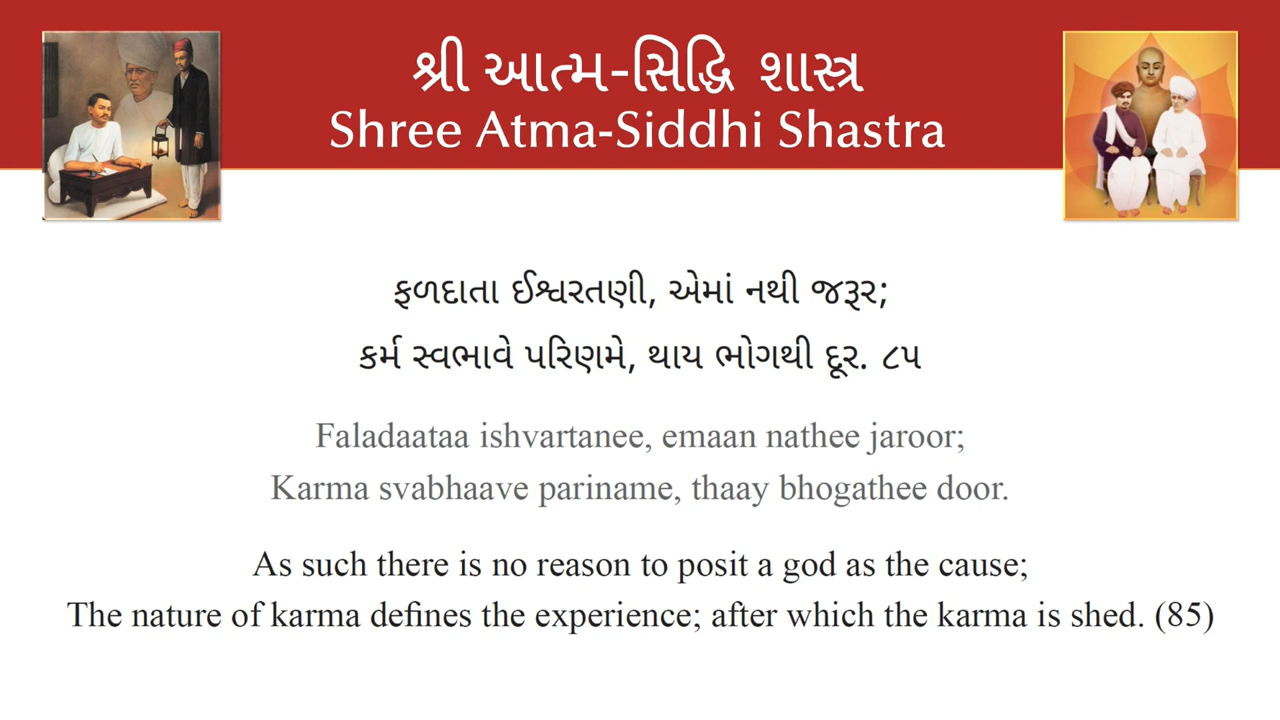 શ્રી આત્મ-સિદ્ધિ શાસ્ત્ર
Shree Atma-Siddhi Shastra
ફળદાતા ઈશ્વરતણી, એમાં નથી જરૂર;
કર્મ સ્વભાવે પરિણમે, થાય ભોગથી દૂર. ૮૫
Faladaataa ishvartanee, emaan nathee jaroor;
Karma svabhaave pariname, thaay bhogathee door.
As such there is no reason to posit a god as the cause;
The nature of karma defines the experience; after which the karma is shed. (85)